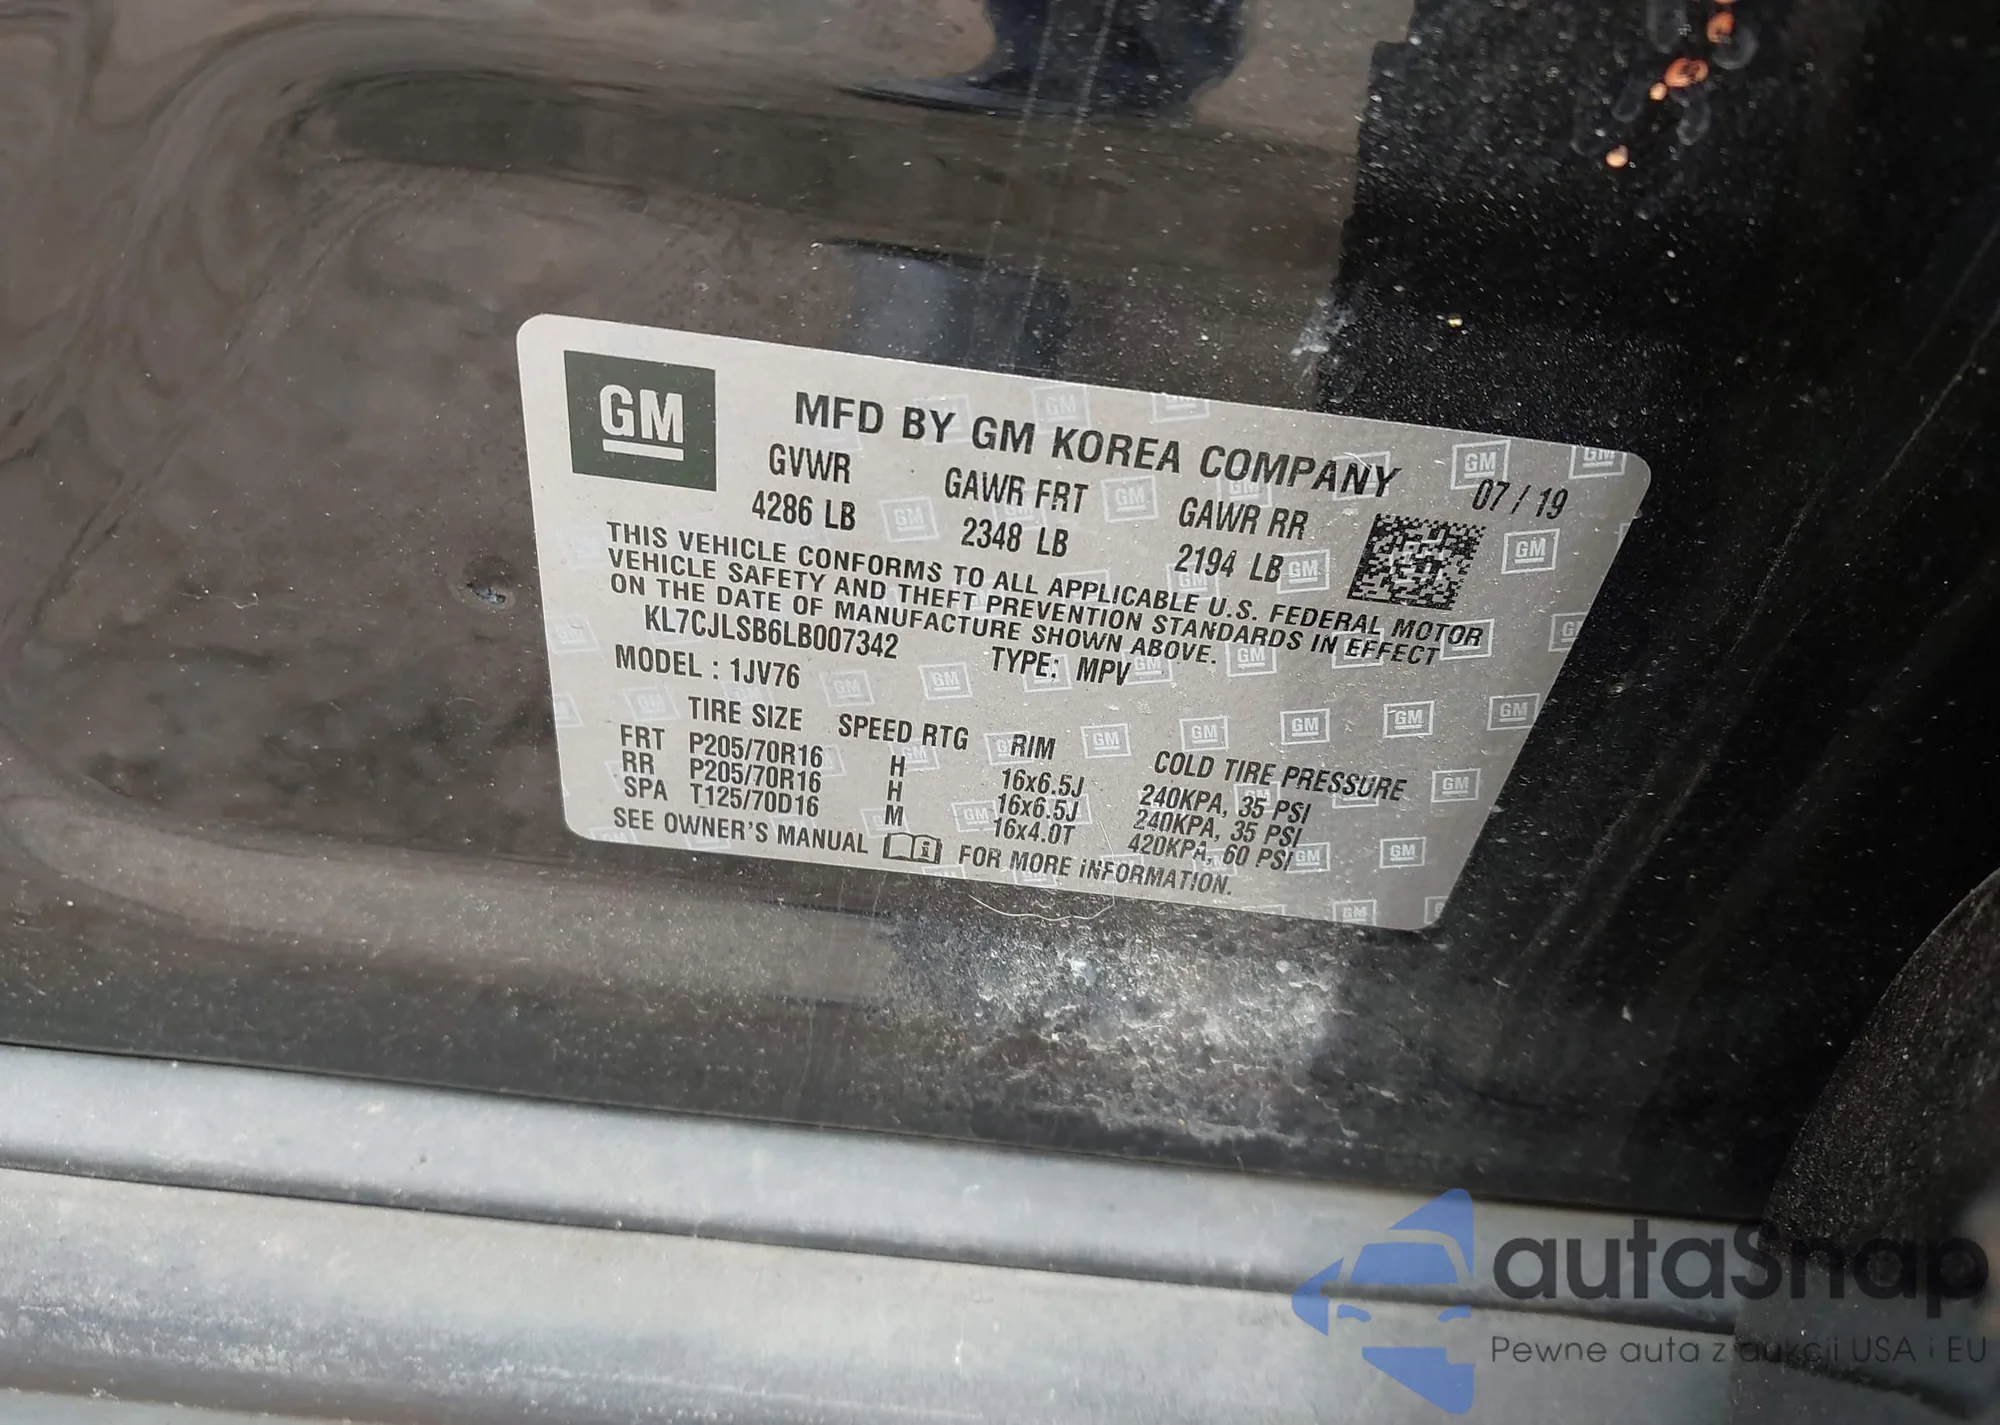 GM
MFD BY GM KOREA COMPANY
07 / 19
GVWR GAWR FRT GAWR RR
4286 LB 2348 LB 2194 LB
THIS VEHICLE CONFORMS TO ALL APPLICABLE U.S. FEDERAL MOTOR
VEHICLE SAFETY AND THEFT PREVENTION STANDARDS IN EFFECT
ON THE DATE OF MANUFACTURE SHOWN ABOVE.
KL7CJLSB6LB007342 TYPE: MPV
MODEL : 1JV76
TIRE SIZE SPEED RTG RIM COLD TIRE PRESSURE
FRT P205/70R16 H 16x6.5J 240KPA, 35 PSI
RR P205/70R16 H 16x6.5J 240KPA, 35 PSI
SPA T125/70D16 M 16x4.0T 420KPA, 60 PSI
SEE OWNER'S MANUAL FOR MORE INFORMATION.
autaSnap
Pewne auta z aukcji USA i EU